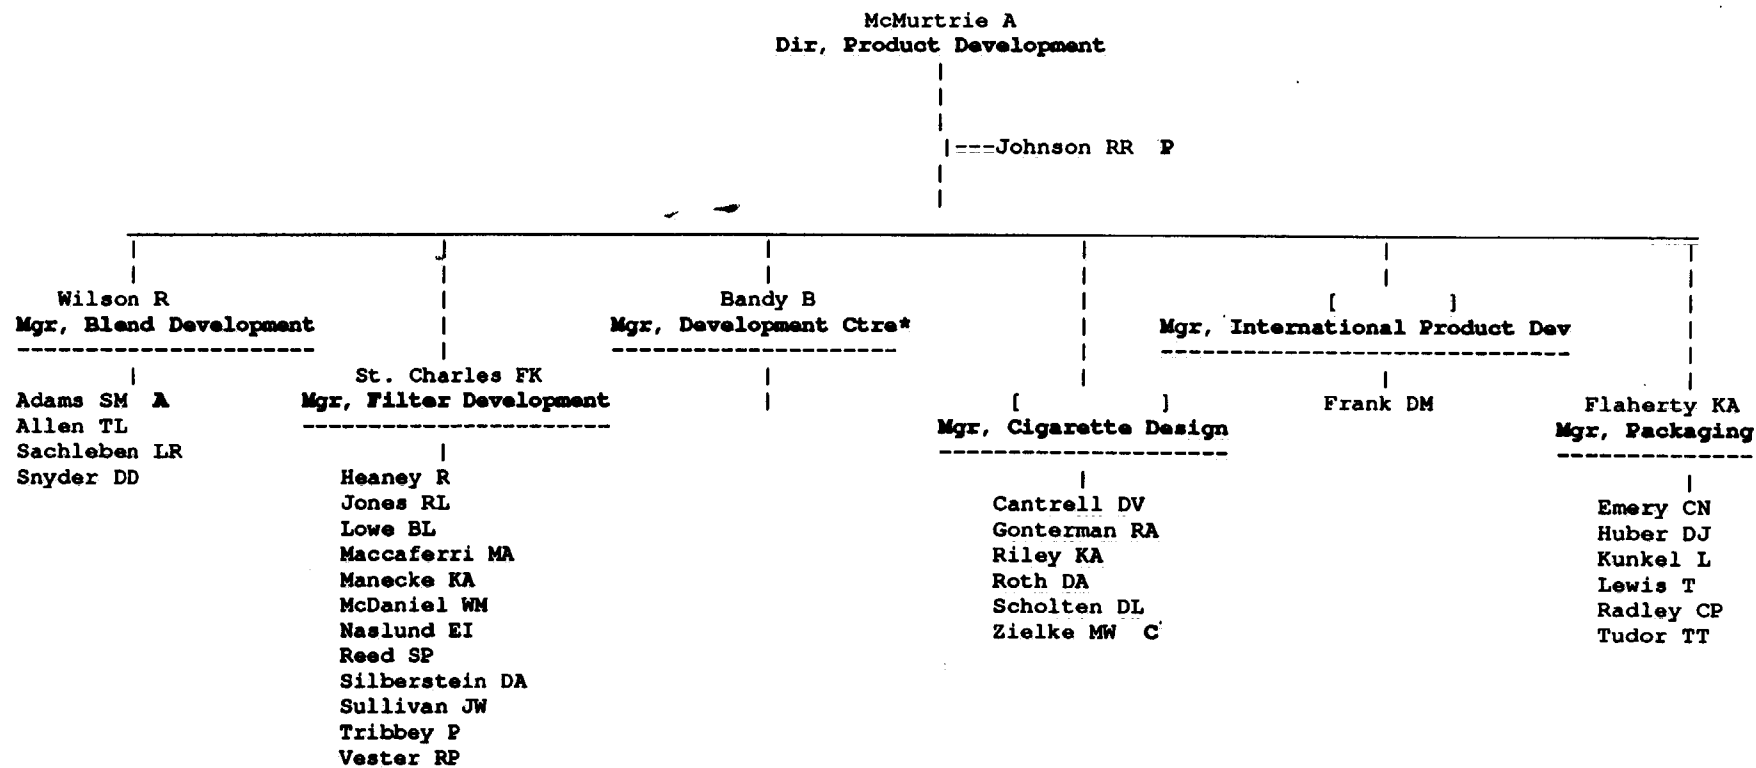 McMurtrie A
Dir, Product Development
Johnson RR P
Wilson R
Mgr, Blend Development
Adams SM A
Allen TL
Sachleben LR
Snyder DD
St. Charles FK
Mgr, Filter Development
Heaney R
Jones RL
Lowe BL
Maccaferri MA
Manecke KA
McDaniel WM
Naslund EI
Reed SP
Silberstein DA
Sullivan JW
Tribbey P
Vester RP
Bandy B
Mgr, Development Ctre*
[ ]
Mgr, Cigarette Design
Cantrell DV
Gonterman RA
Riley KA
Roth DA
Scholten DL
Zielke MW C
[ ]
Mgr, International Product Dev
Frank DM
Flaherty KA
Mgr, Packaging
Emery CN
Huber DJ
Kunkel L
Lewis T
Radley CP
Tudor TT